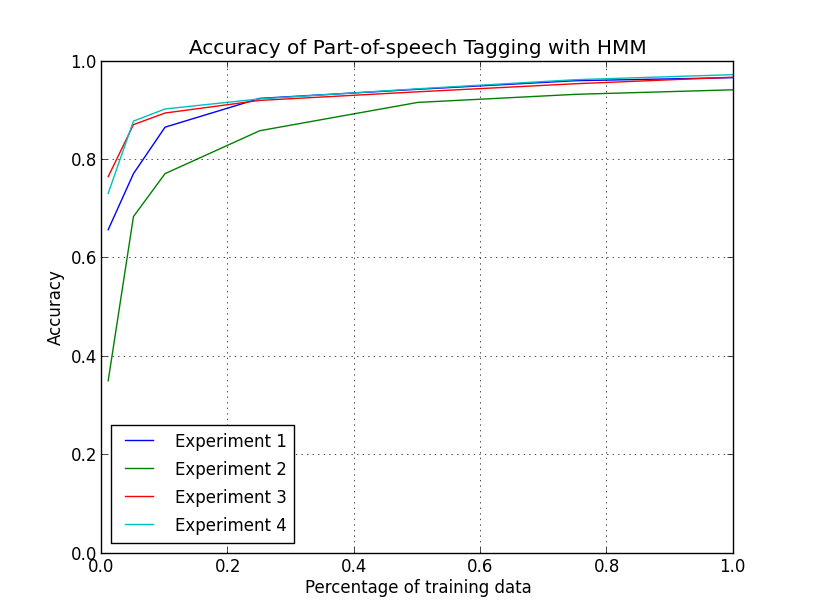 Accuracy of Part-of-speech Tagging with HMM
1.0
0.8
0.6
0.4
0.2
0.0
Accuracy
Experiment 1
Experiment 2
Experiment 3
Experiment 4
0.0 0.2 0.4 0.6 0.8 1.0
Percentage of training data